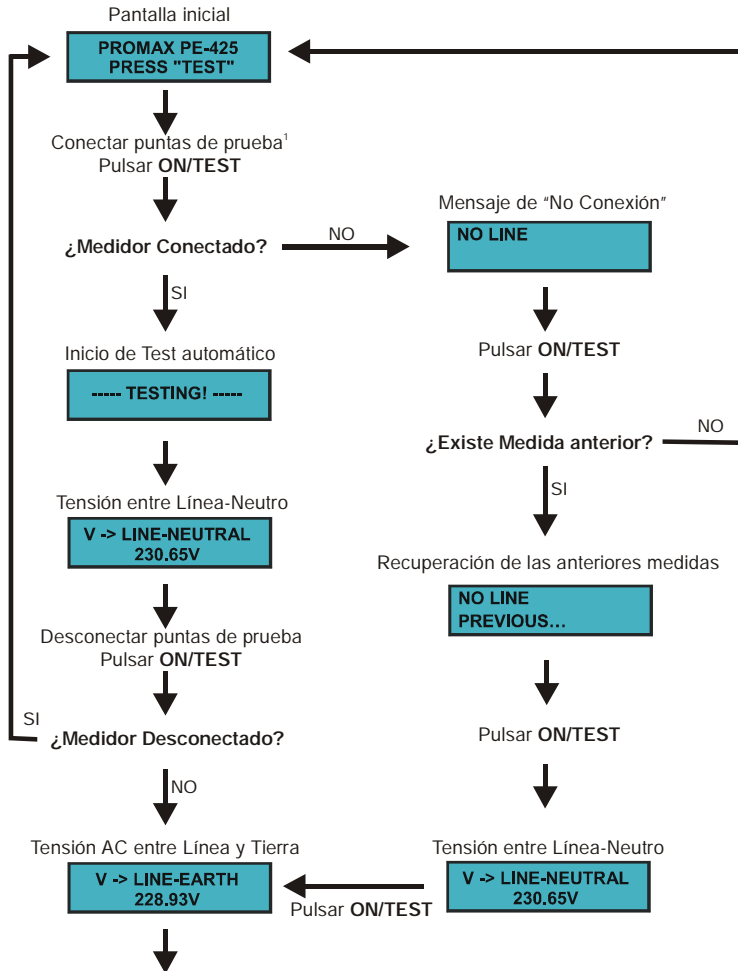 Pantalla inicial
PROMAX PE-425
PRESS "TEST"
Conectar puntas de prueba¹
Pulsar ON/TEST
¿Medidor Conectado?
NO
Mensaje de “No Conexión”
NO LINE
SI
Inicio de Test automático
----- TESTING! -----
Pulsar ON/TEST
¿Existe Medida anterior?
NO
SI
Tensión entre Línea-Neutro
V -> LINE-NEUTRAL
230.65V
Recuperación de las anteriores medidas
NO LINE
PREVIOUS...
Desconectar puntas de prueba
Pulsar ON/TEST
SI
¿Medidor Desconectado?
Pulsar ON/TEST
NO
Tensión AC entre Línea y Tierra
V -> LINE-EARTH
228.93V
Pulsar ON/TEST
Tensión entre Línea-Neutro
V -> LINE-NEUTRAL
230.65V